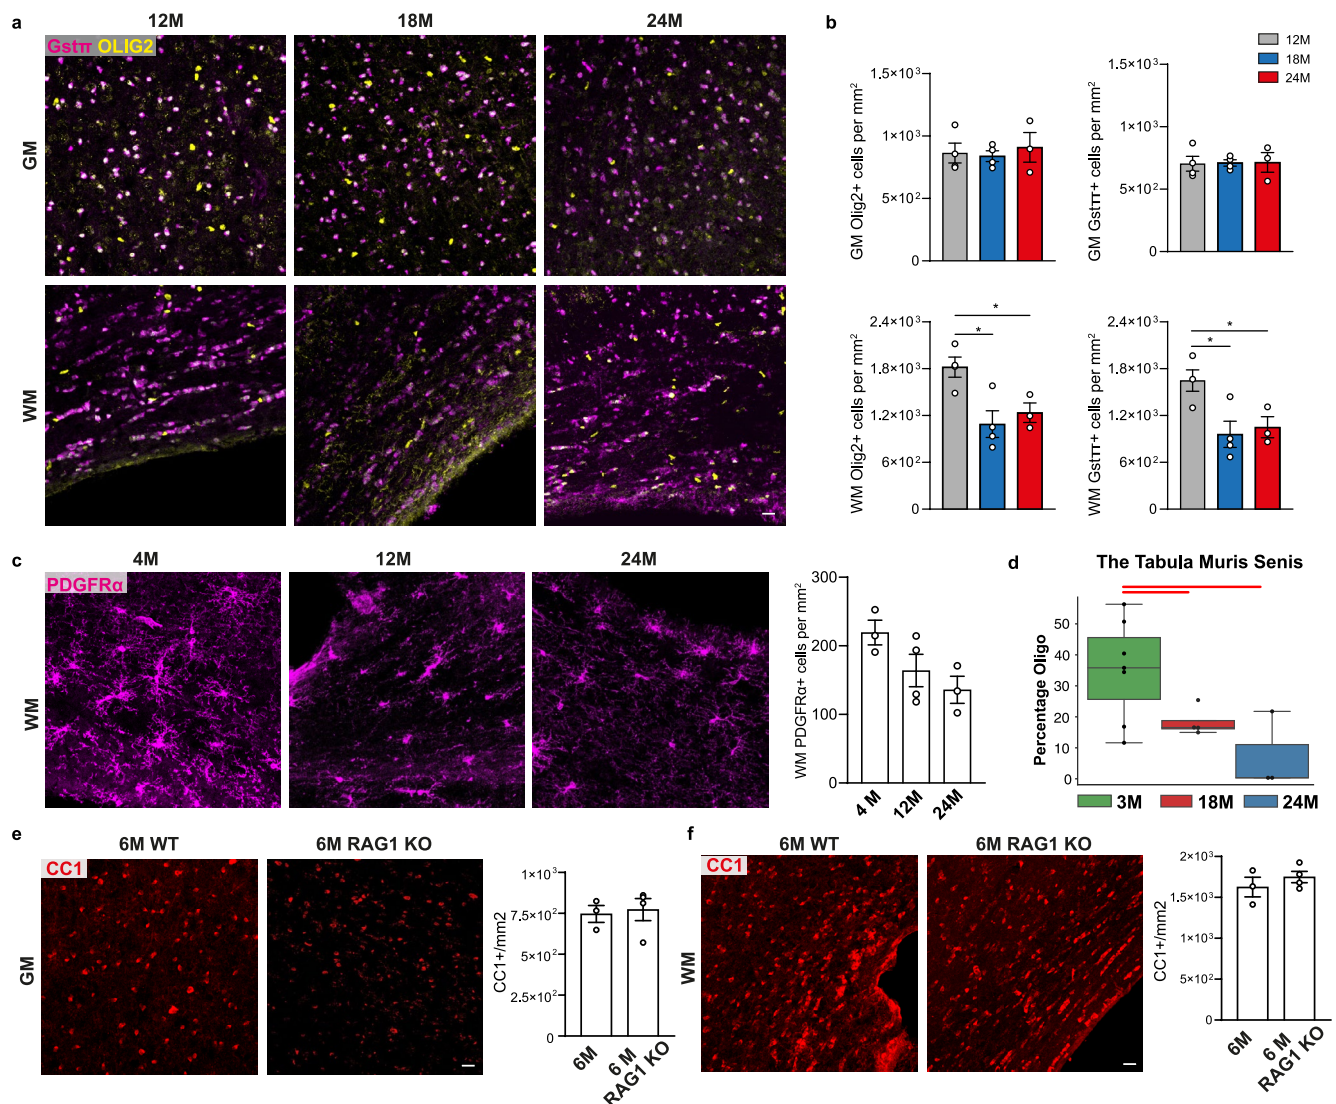 a
12M
18M
24M
Gstπ OLIG2
GM
WM
b
12M
18M
24M
GM Olig2+ cells per mm²
1.5×10³
1×10³
5×10²
0
GM Gstπ+ cells per mm²
1.5×10³
1×10³
5×10²
0
WM Olig2+ cells per mm²
2.4×10³
1.8×10³
1.2×10³
6×10²
0
*
*
WM Gstπ+ cells per mm²
2.4×10³
1.8×10³
1.2×10³
6×10²
0
*
*
c
4M
12M
24M
PDGFRα
WM
WM PDGFRα+ cells per mm²
300
200
100
0
4 M
12M
24M
d
The Tabula Muris Senis
Percentage Oligo
50
40
30
20
10
0
3M
18M
24M
e
6M WT
6M RAG1 KO
CC1
GM
CC1+/mm2
1×10³
7.5×10²
5×10²
2.5×10²
0
6M
6 M
RAG1 KO
f
6M WT
6M RAG1 KO
CC1
WM
CC1+/mm2
2×10³
1.5×10³
1×10³
5×10²
0
6M
6 M
RAG1 KO